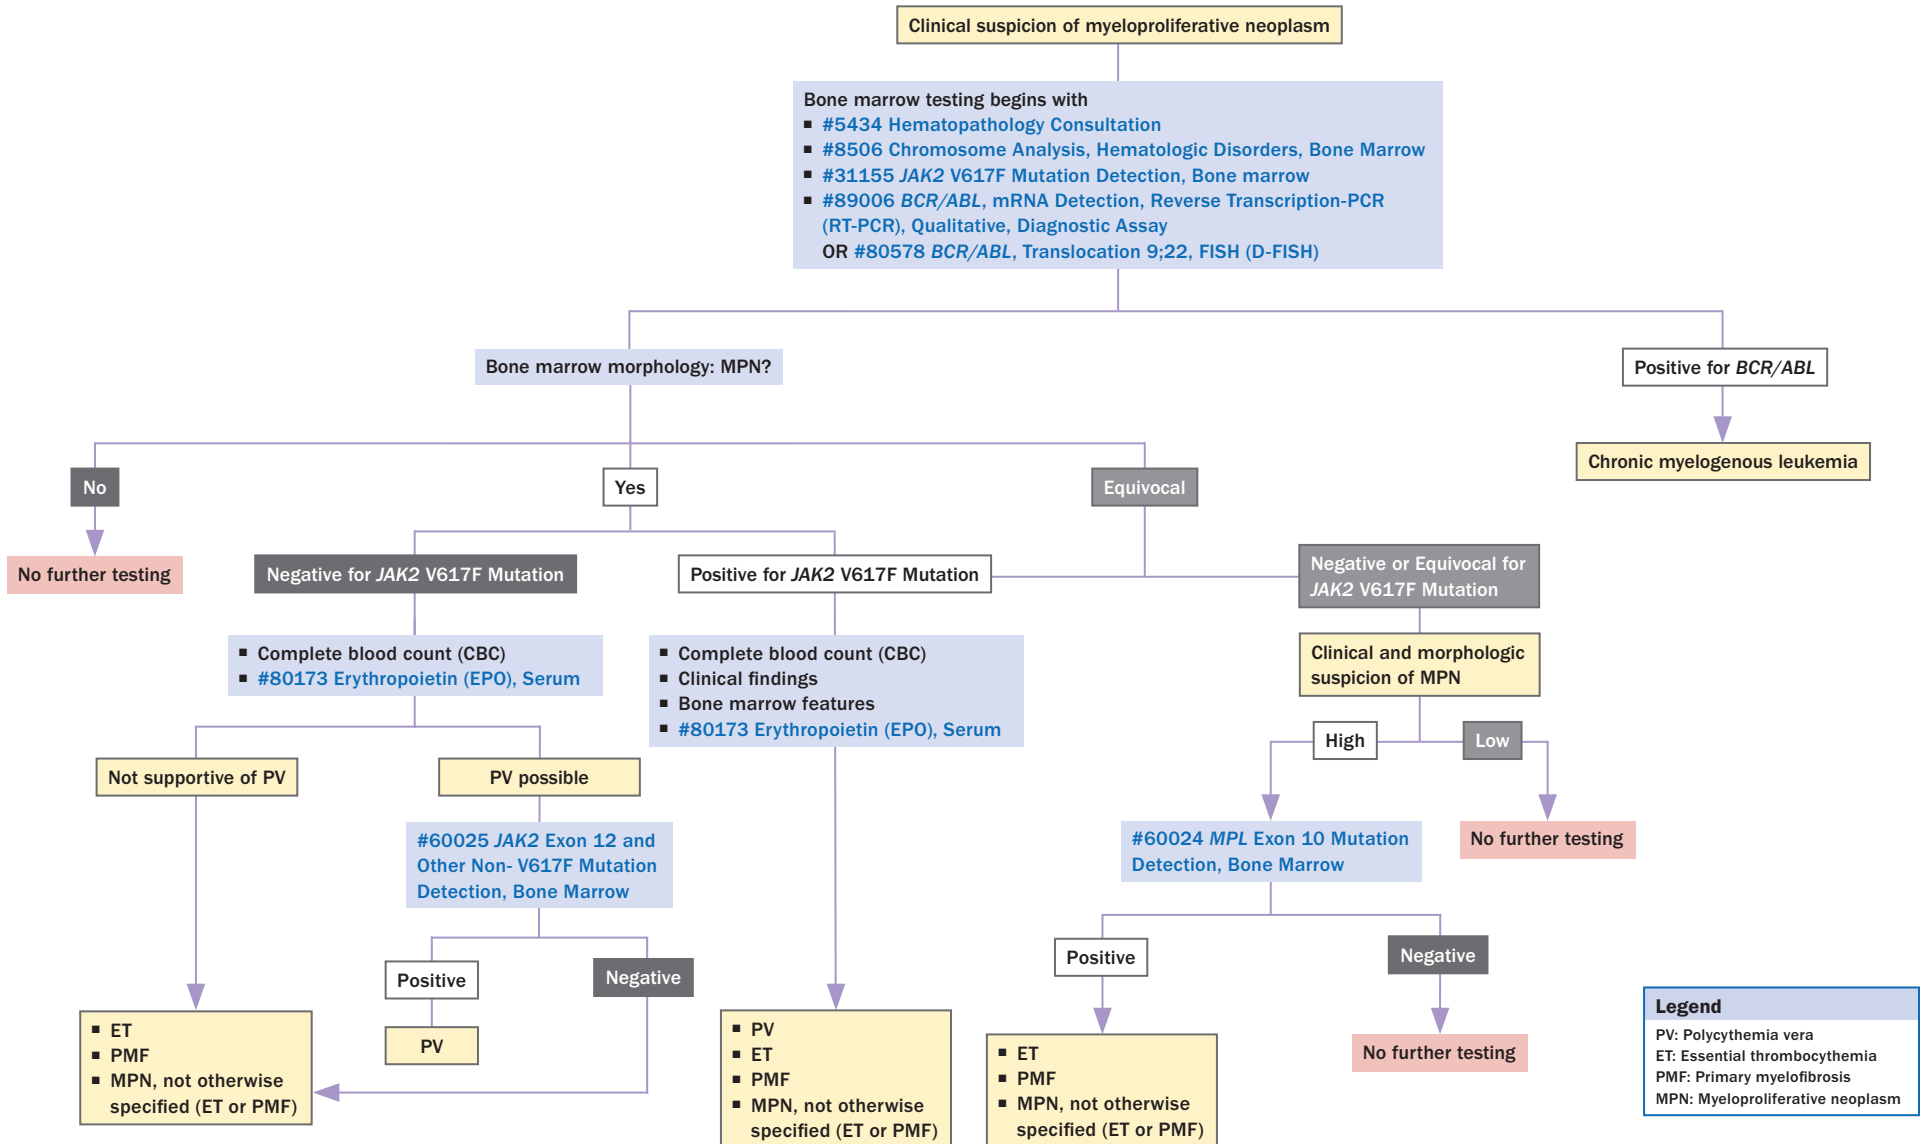 Clinical suspicion of myeloproliferative neoplasm
Bone marrow testing begins with
▪ #5434 Hematopathology Consultation
▪ #8506 Chromosome Analysis, Hematologic Disorders, Bone Marrow
▪ #31155 JAK2 V617F Mutation Detection, Bone marrow
▪ #89006 BCR/ABL, mRNA Detection, Reverse Transcription-PCR
(RT-PCR), Qualitative, Diagnostic Assay
OR #80578 BCR/ABL, Translocation 9;22, FISH (D-FISH)
Bone marrow morphology: MPN?
Positive for BCR/ABL
Chronic myelogenous leukemia
No
Yes
Equivocal
No further testing
Negative for JAK2 V617F Mutation
Positive for JAK2 V617F Mutation
Negative or Equivocal for
JAK2 V617F Mutation
▪ Complete blood count (CBC)
▪ #80173 Erythropoietin (EPO), Serum
▪ Complete blood count (CBC)
▪ Clinical findings
▪ Bone marrow features
▪ #80173 Erythropoietin (EPO), Serum
Clinical and morphologic
suspicion of MPN
High
Low
Not supportive of PV
PV possible
#60025 JAK2 Exon 12 and
Other Non- V617F Mutation
Detection, Bone Marrow
#60024 MPL Exon 10 Mutation
Detection, Bone Marrow
No further testing
Positive
Negative
Positive
Negative
▪ ET
▪ PMF
▪ MPN, not otherwise
specified (ET or PMF)
PV
▪ PV
▪ ET
▪ PMF
▪ MPN, not otherwise
specified (ET or PMF)
▪ ET
▪ PMF
▪ MPN, not otherwise
specified (ET or PMF)
No further testing
Legend
PV: Polycythemia vera
ET: Essential thrombocythemia
PMF: Primary myelofibrosis
MPN: Myeloproliferative neoplasm